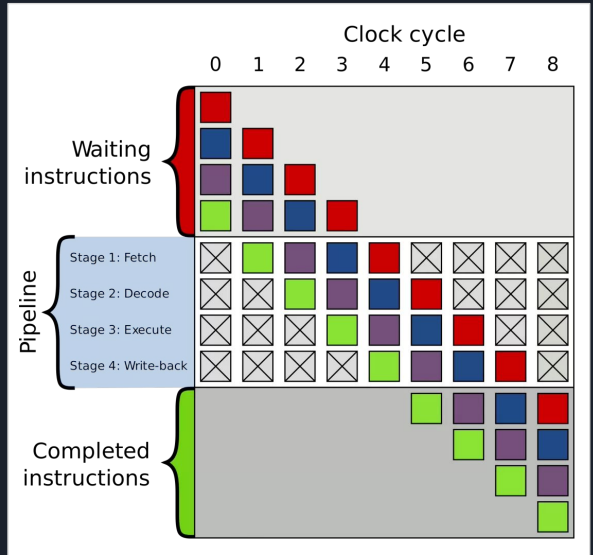 Clock cycle
0 1 2 3 4 5 6 7 8
Waiting
instructions
Pipeline
Stage 1: Fetch
Stage 2: Decode
Stage 3: Execute
Stage 4: Write-back
Completed
instructions